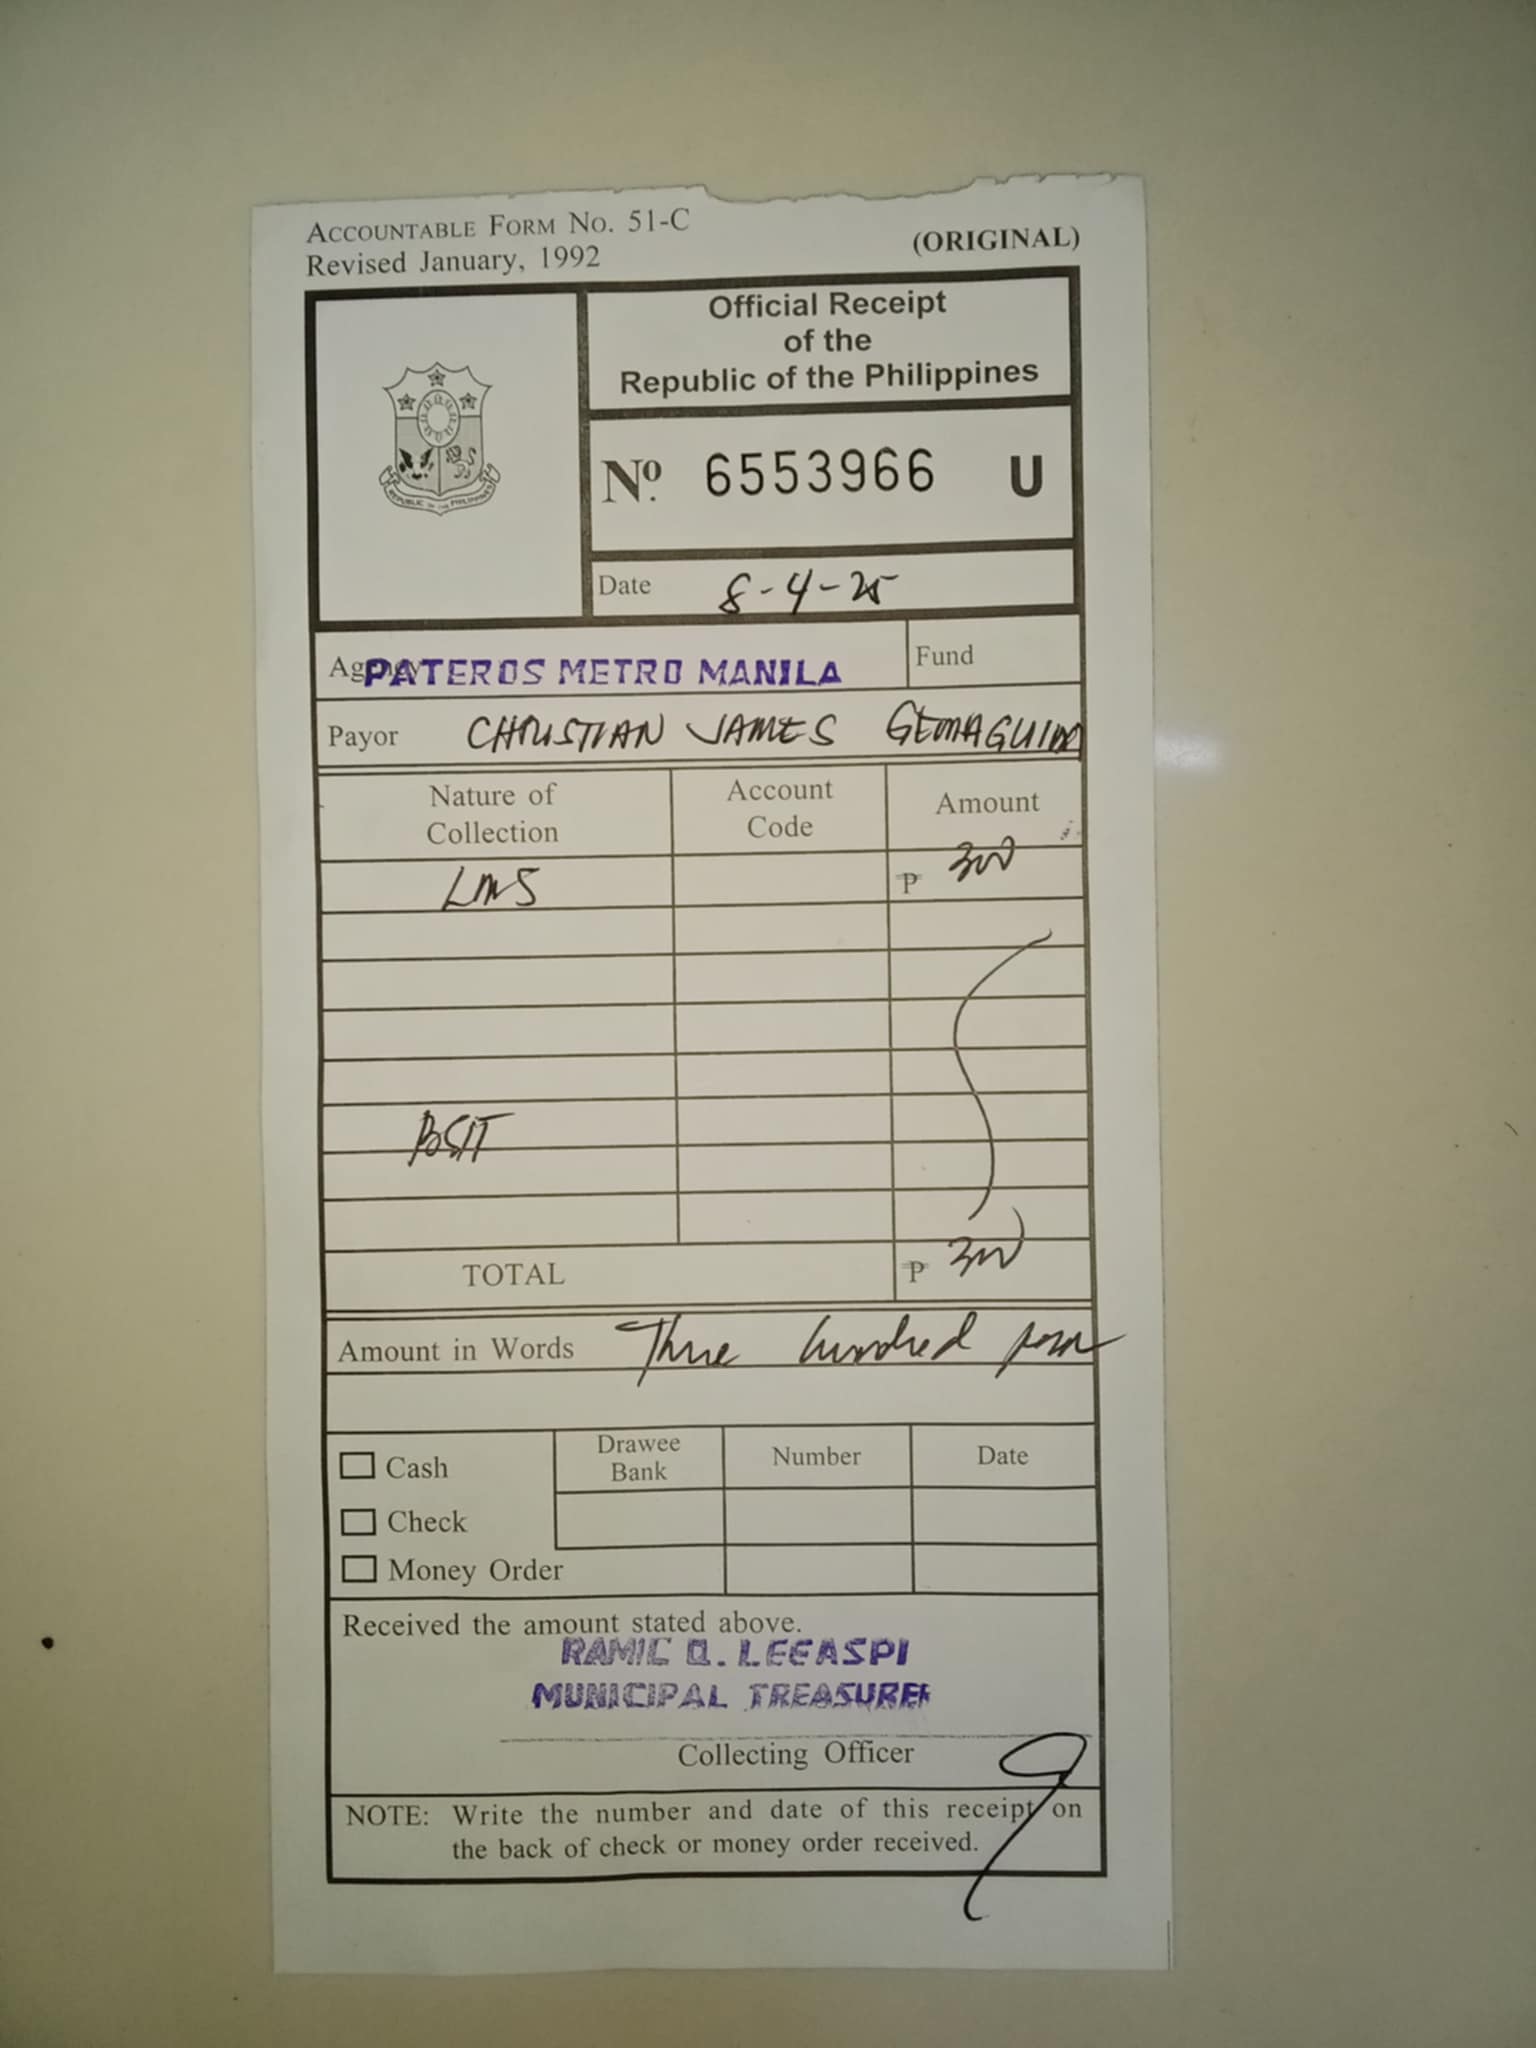 ACCOUNTABLE FORM NO. 51-C
Revised January, 1992
(ORIGINAL)
Official Receipt
of the
Republic of the Philippines
REPUBLIC OF THE PHILIPPINES
Nº. 6553966 U
Date 8-4-25
Agency PATEROS METRO MANILA
Fund
Payor CHRISTIAN JAMES
Nature of Collection
Account Code
Amount
LMS ₱ 300
BSIT
TOTAL ₱ 300
Amount in Words Three hundred
Cash
Check
Money Order
Drawee Bank
Number
Date
Received the amount stated above.
RAMIL Q. LEGASPI
MUNICIPAL TREASURER
Collecting Officer
NOTE: Write the number and date of this receipt on
the back of check or money order received.